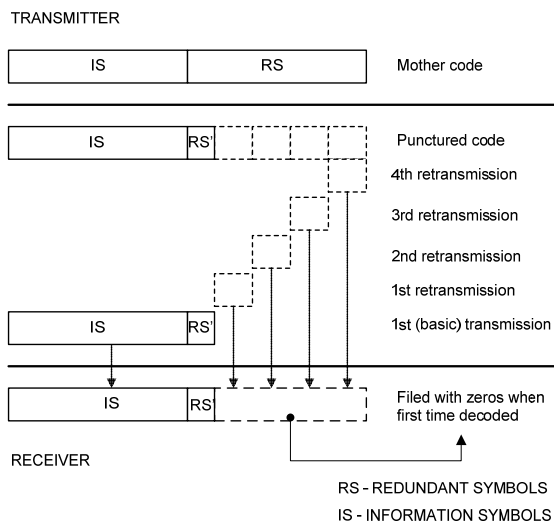 TRANSMITTER
IS RS Mother code
IS RS' Punctured code
4th retransmission
3rd retransmission
2nd retransmission
1st retransmission
IS RS' 1st (basic) transmission
IS RS' Filed with zeros when
first time decoded
RECEIVER
RS - REDUNDANT SYMBOLS
IS - INFORMATION SYMBOLS